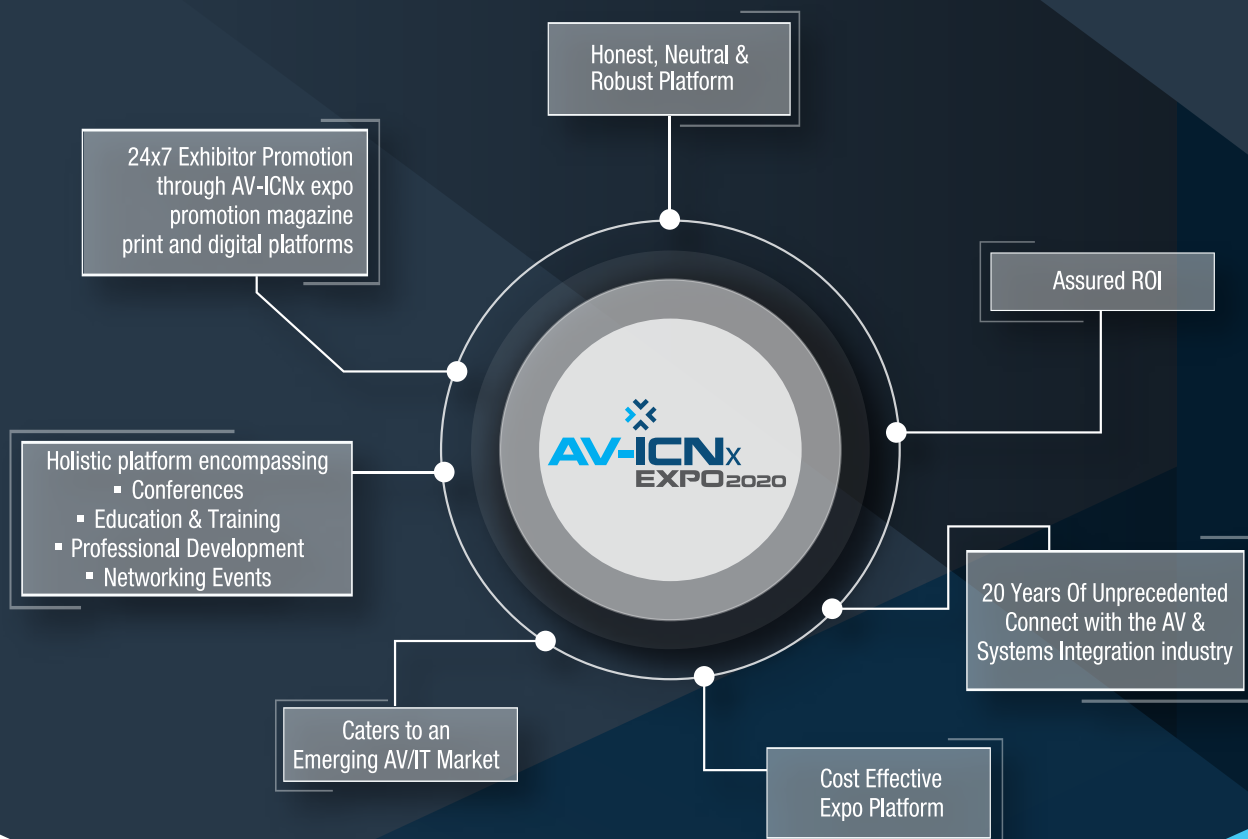 Honest, Neutral &
Robust Platform
24x7 Exhibitor Promotion
through AV-ICNx expo
promotion magazine
print and digital platforms
Assured ROI
AV-ICNx
EXPO2020
Holistic platform encompassing
▪ Conferences
▪ Education & Training
▪ Professional Development
▪ Networking Events
20 Years Of Unprecedented
Connect with the AV &
Systems Integration industry
Caters to an
Emerging AV/IT Market
Cost Effective
Expo Platform